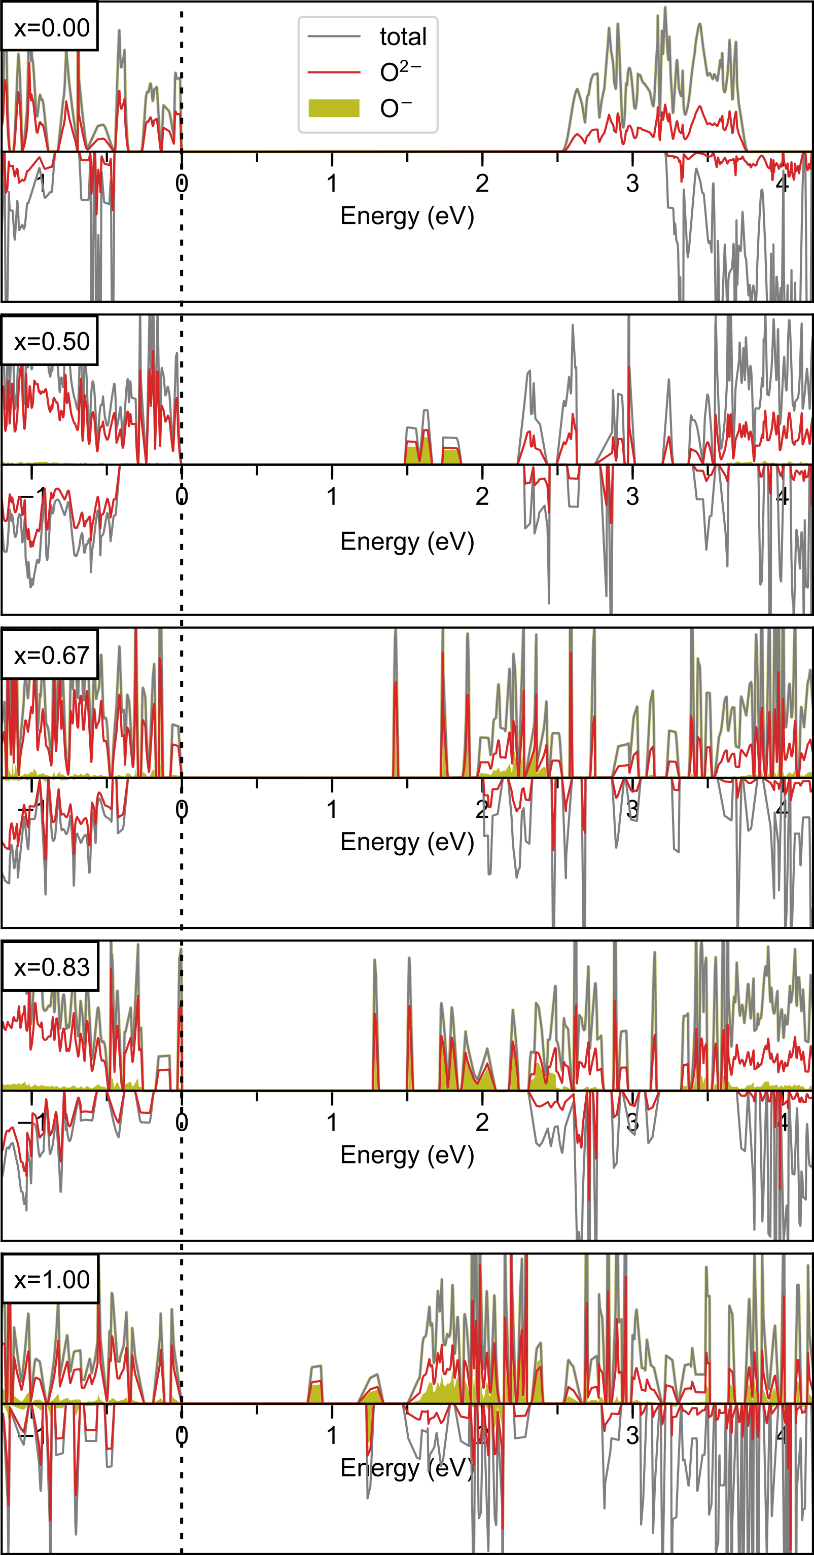 x=0.00
total
O²⁻
O⁻
−1 0 1 2 3 4
Energy (eV)
x=0.50
−1 0 1 2 3 4
Energy (eV)
x=0.67
−1 0 1 2 3 4
Energy (eV)
x=0.83
−1 0 1 2 3 4
Energy (eV)
x=1.00
−1 0 1 2 3 4
Energy (eV)